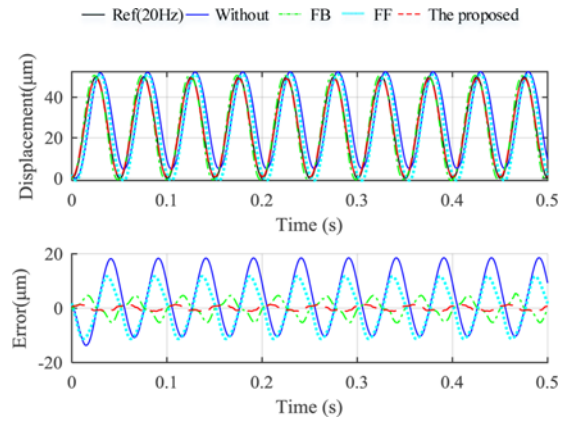 Ref(20Hz) Without FB FF The proposed
Displacement(μm)
40
20
0
0 0.1 0.2 0.3 0.4 0.5
Time (s)
Error(μm)
20
0
-20
0 0.1 0.2 0.3 0.4 0.5
Time (s)